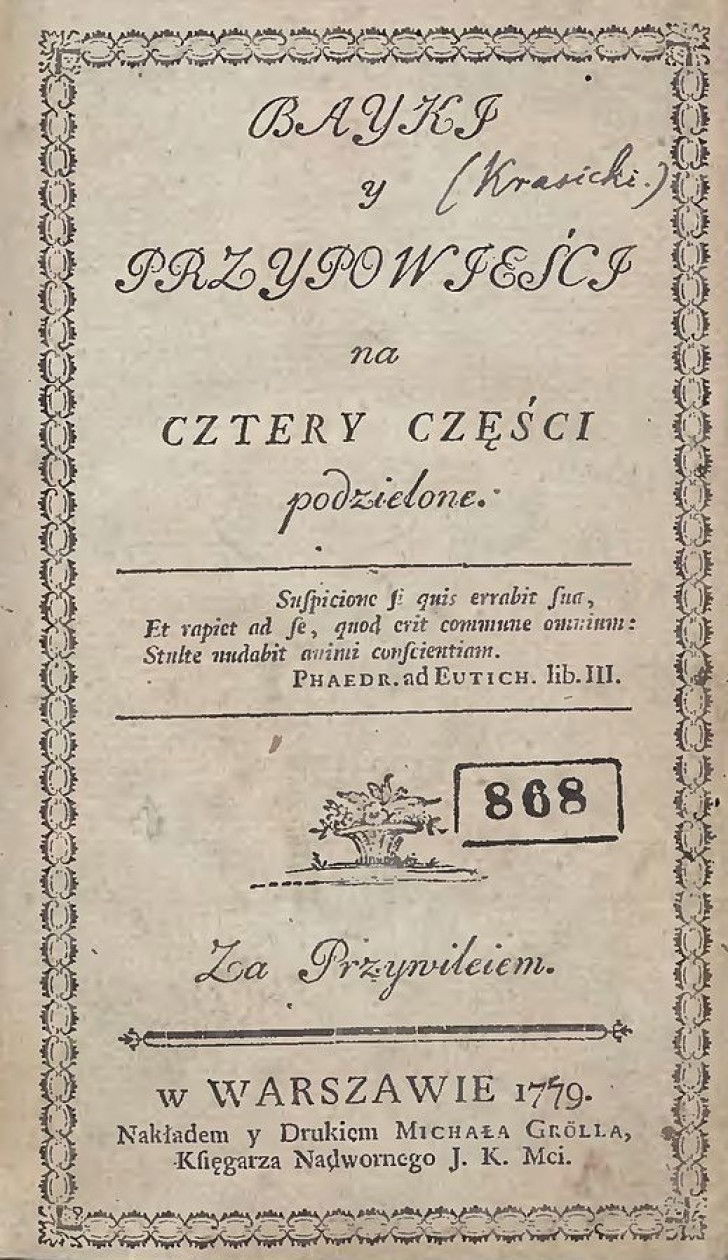 BAYKI
y
(Krasicki.)
PRZYPOWIEŚCI
na
CZTERY CZĘŚCI
podzielone.
Suſpicione ſi quis errabit ſua,
Et rapiet ad ſe, quod erit commune omnium:
Stulte nudabit animi conſcientiam.
PHAEDR. ad EUTICH. lib. III.
868
Za Przywileiem.
w WARSZAWIE 1779.
Nakładem y Drukiem MICHAŁA GRÖLLA,
Kſięgarza Nadwornego J. K. Mci.